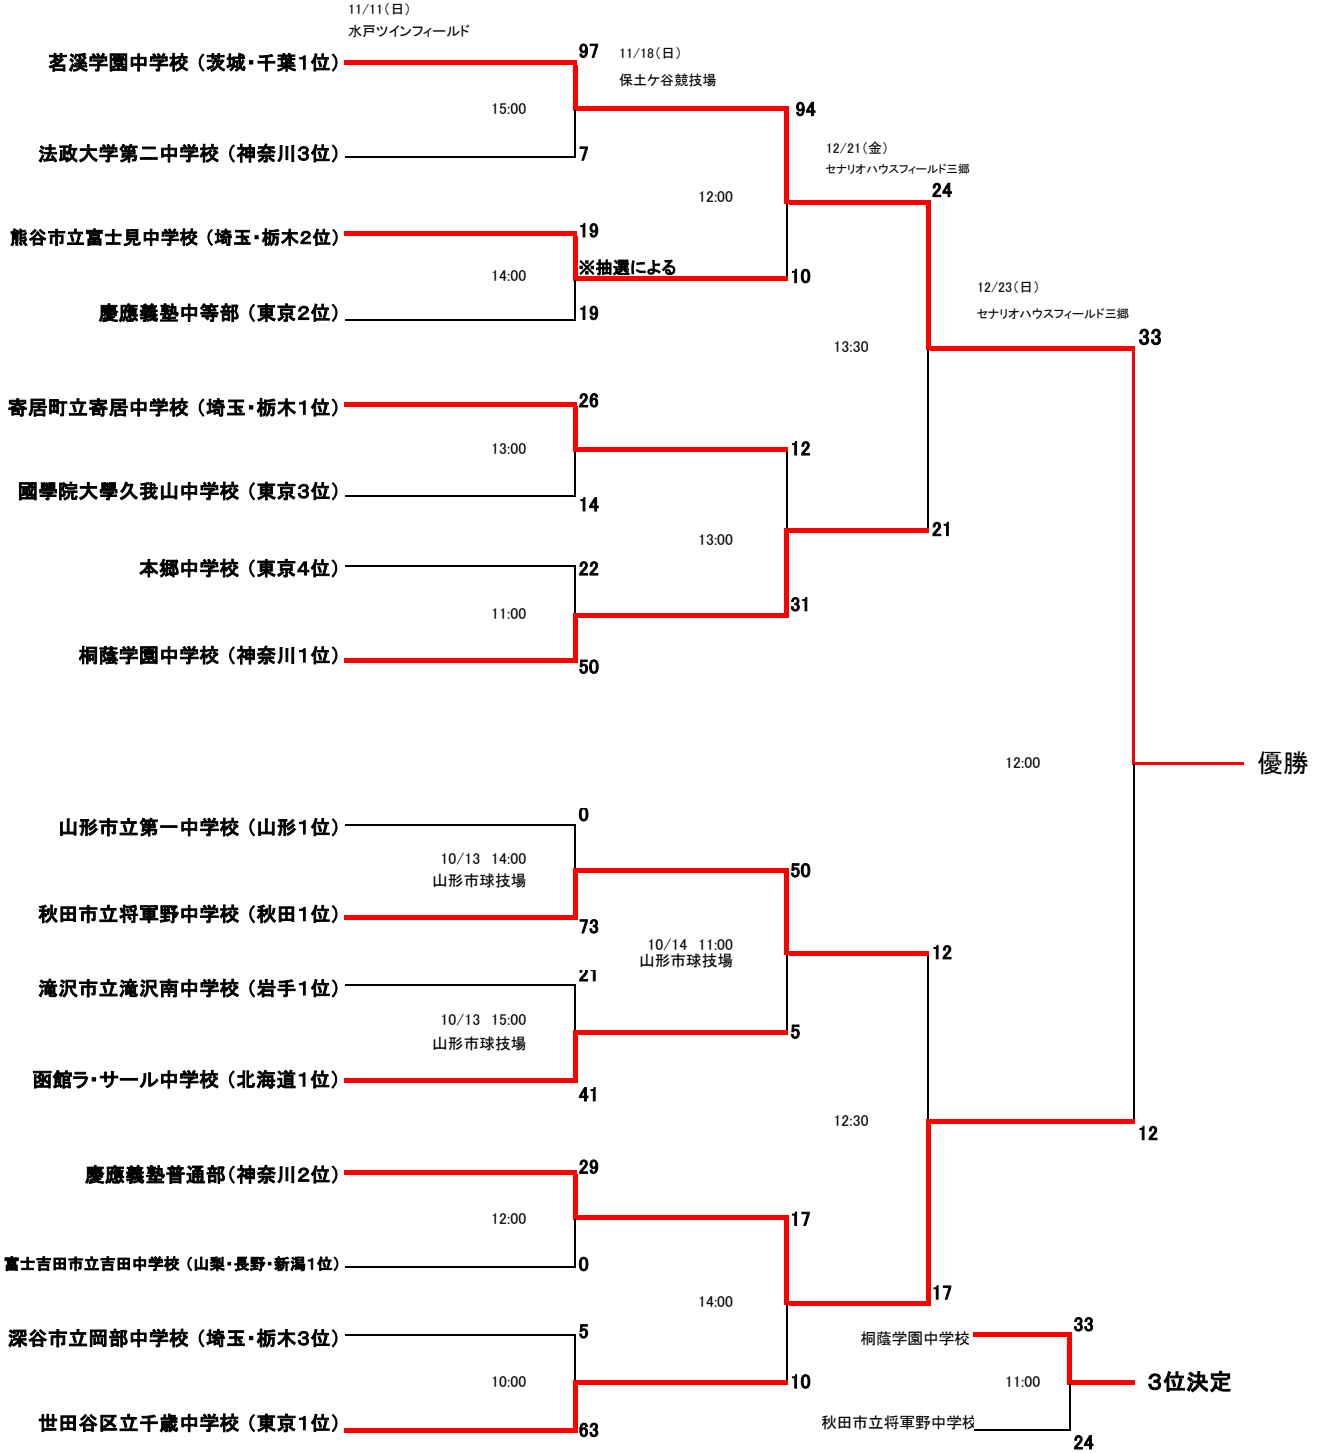 11/11(日)
水戸ツインフィールド
茗溪学園中学校 (茨城・千葉1位)
97
11/18(日)
保土ケ谷競技場
15:00
94
法政大学第二中学校 (神奈川3位)
7
12/21(金)
セナリオハウスフィールド三郷
24
12:00
熊谷市立富士見中学校 (埼玉・栃木2位)
19
※抽選による
14:00
10
慶應義塾中等部 (東京2位)
19
12/23(日)
セナリオハウスフィールド三郷
33
13:30
寄居町立寄居中学校 (埼玉・栃木1位)
26
13:00
12
國學院大學久我山中学校 (東京3位)
14
13:00
21
本郷中学校 (東京4位)
22
11:00
31
桐蔭学園中学校 (神奈川1位)
50
12:00
優勝
山形市立第一中学校 (山形1位)
0
10/13 14:00
山形市球技場
50
秋田市立将軍野中学校 (秋田1位)
73
10/14 11:00
山形市球技場
12
滝沢市立滝沢南中学校 (岩手1位)
21
10/13 15:00
山形市球技場
5
函館ラ・サール中学校 (北海道1位)
41
12:30
12
慶應義塾普通部(神奈川2位)
29
12:00
17
富士吉田市立吉田中学校 (山梨・長野・新潟1位)
0
14:00
17
深谷市立岡部中学校 (埼玉・栃木3位)
5
桐蔭学園中学校
33
10:00
10
11:00
3位決定
世田谷区立千歳中学校 (東京1位)
63
秋田市立将軍野中学校
24